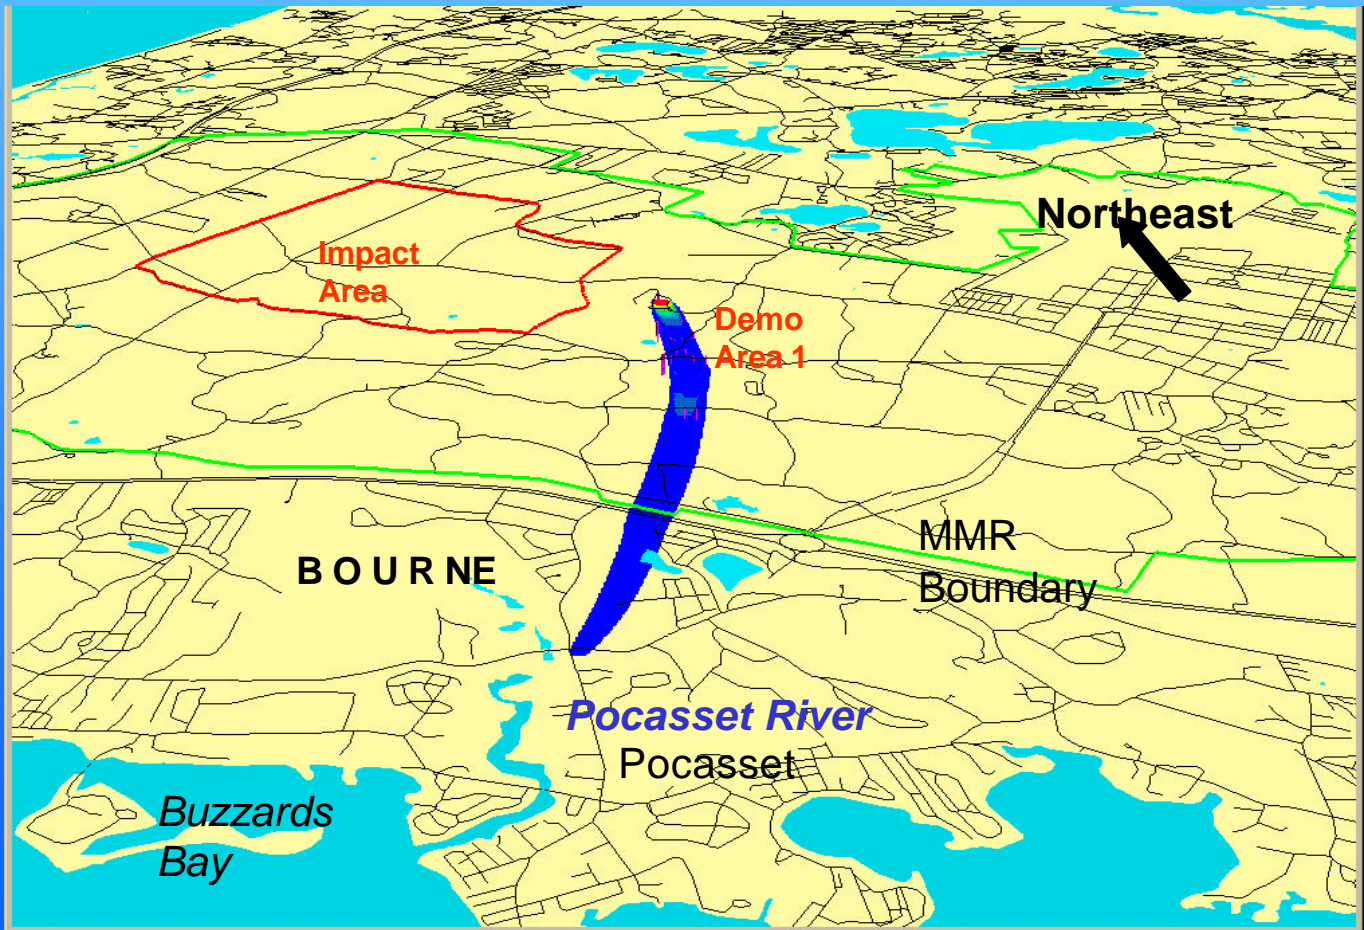 Northeast
Impact
Area
Demo
Area 1
MMR
Boundary
B O U R NE
Pocasset River
Pocasset
Buzzards
Bay